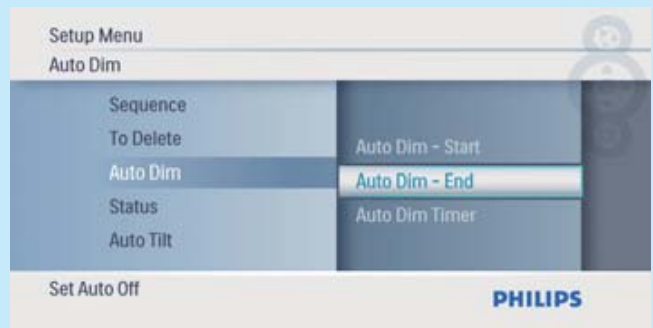 Setup Menu
Auto Dim
Sequence
To Delete
Auto Dim
Status
Auto Tilt
Auto Dim - Start
Auto Dim - End
Auto Dim Timer
Set Auto Off
PHILIPS